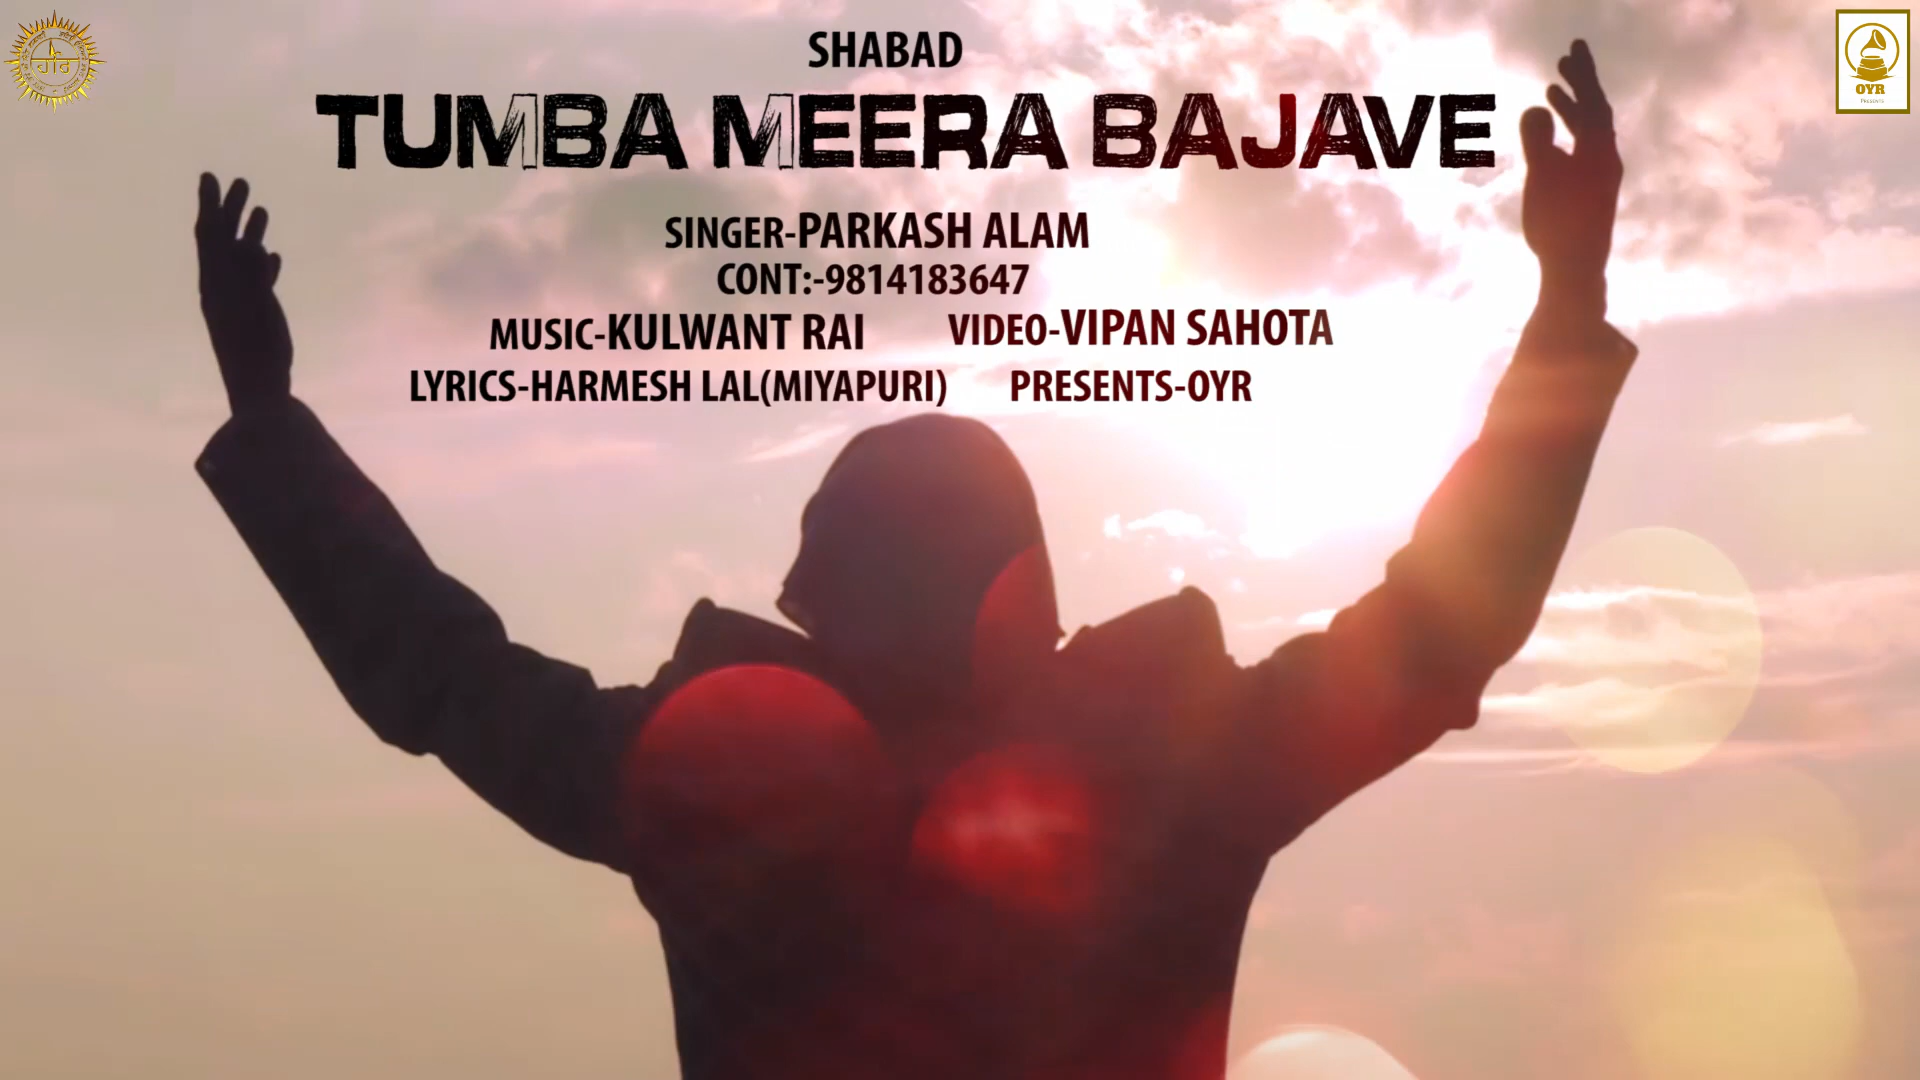 SHABAD
TUMBA MEERA BAJAVE
SINGER-PARKASH ALAM
CONT:-9814183647
MUSIC-KULWANT RAI VIDEO-VIPAN SAHOTA
LYRICS-HARMESH LAL(MIYAPURI) PRESENTS-OYR
OYR
PRESENTS